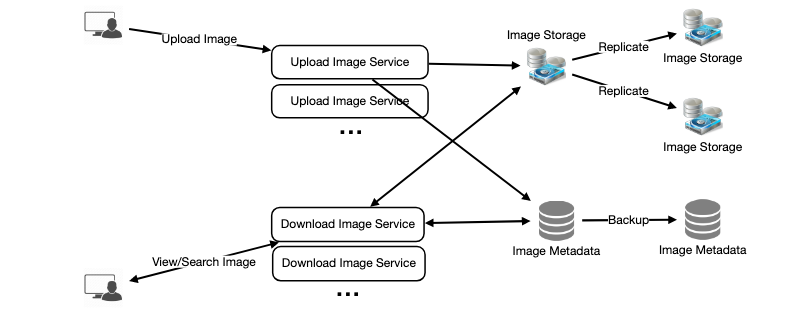 Image Storage
Upload Image
Replicate
Image Storage
Upload Image Service
Replicate
Upload Image Service
...
Image Storage
Download Image Service
Backup
Image Metadata
Image Metadata
View/Search Image
Download Image Service
...